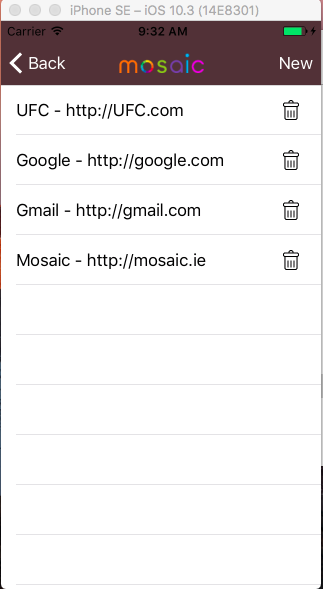 iPhone SE – iOS 10.3 (14E8301)
Carrier 9:32 AM
Back mosaic New
UFC - http://UFC.com
Google - http://google.com
Gmail - http://gmail.com
Mosaic - http://mosaic.ie